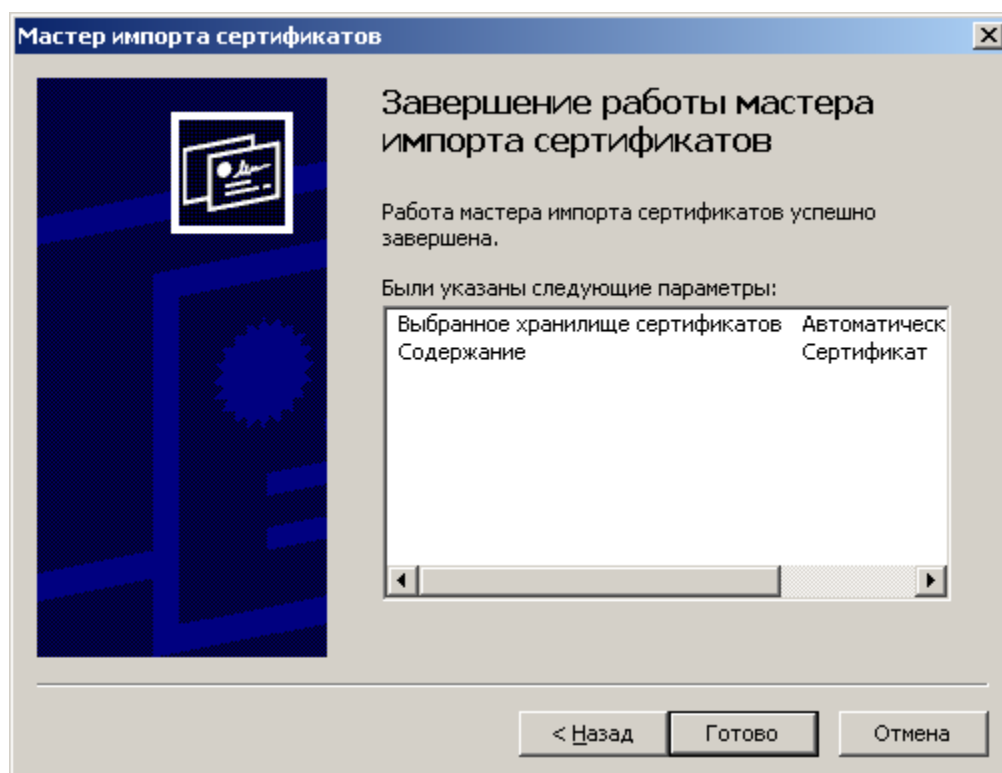 Мастер импорта сертификатов
Завершение работы мастера
импорта сертификатов
Работа мастера импорта сертификатов успешно
завершена.
Были указаны следующие параметры:
Выбранное хранилище сертификатов Автоматическ
Содержание Сертификат
< Назад Готово Отмена